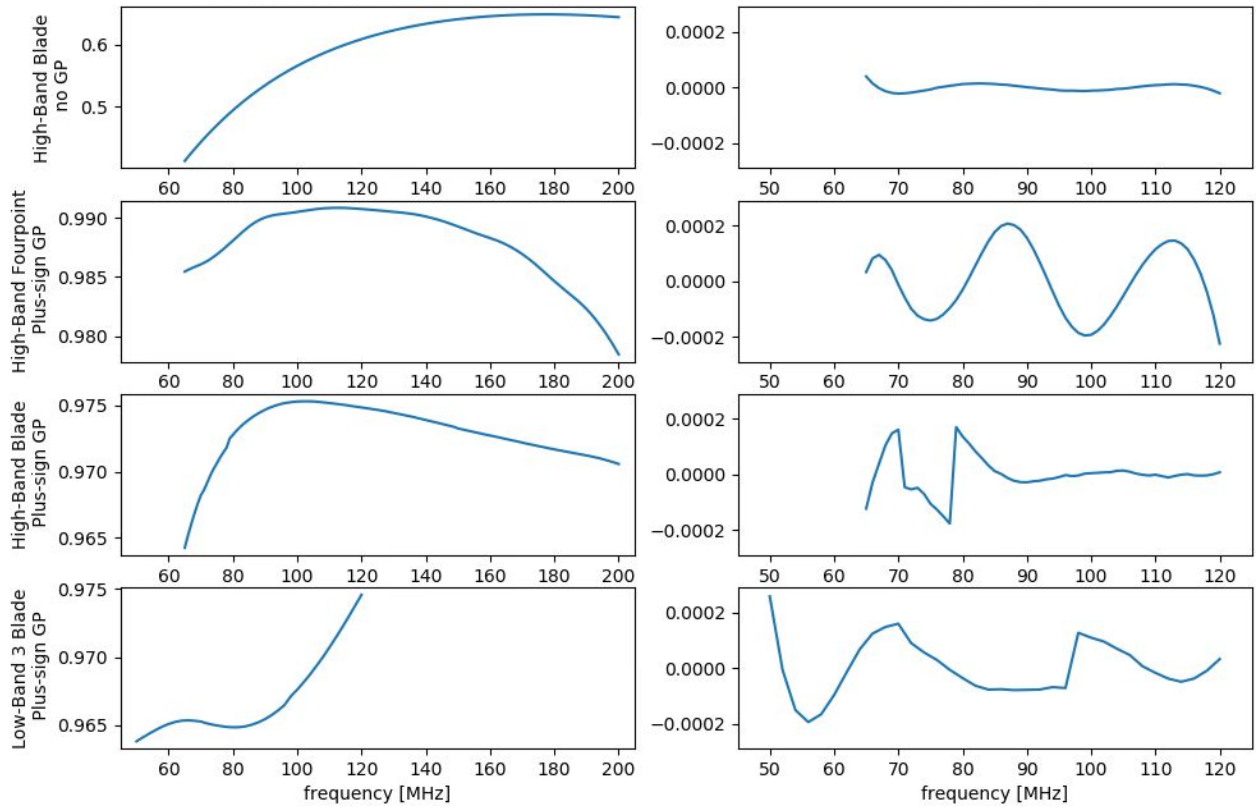 High-Band Blade
no GP
0.6
0.5
60 80 100 120 140 160 180 200
0.0002
0.0000
−0.0002
50 60 70 80 90 100 110 120
High-Band Fourpoint
Plus-sign GP
0.990
0.985
0.980
60 80 100 120 140 160 180 200
0.0002
0.0000
−0.0002
50 60 70 80 90 100 110 120
High-Band Blade
Plus-sign GP
0.975
0.970
0.965
60 80 100 120 140 160 180 200
0.0002
0.0000
−0.0002
50 60 70 80 90 100 110 120
Low-Band 3 Blade
Plus-sign GP
0.975
0.970
0.965
60 80 100 120 140 160 180 200
frequency [MHz]
0.0002
0.0000
−0.0002
50 60 70 80 90 100 110 120
frequency [MHz]